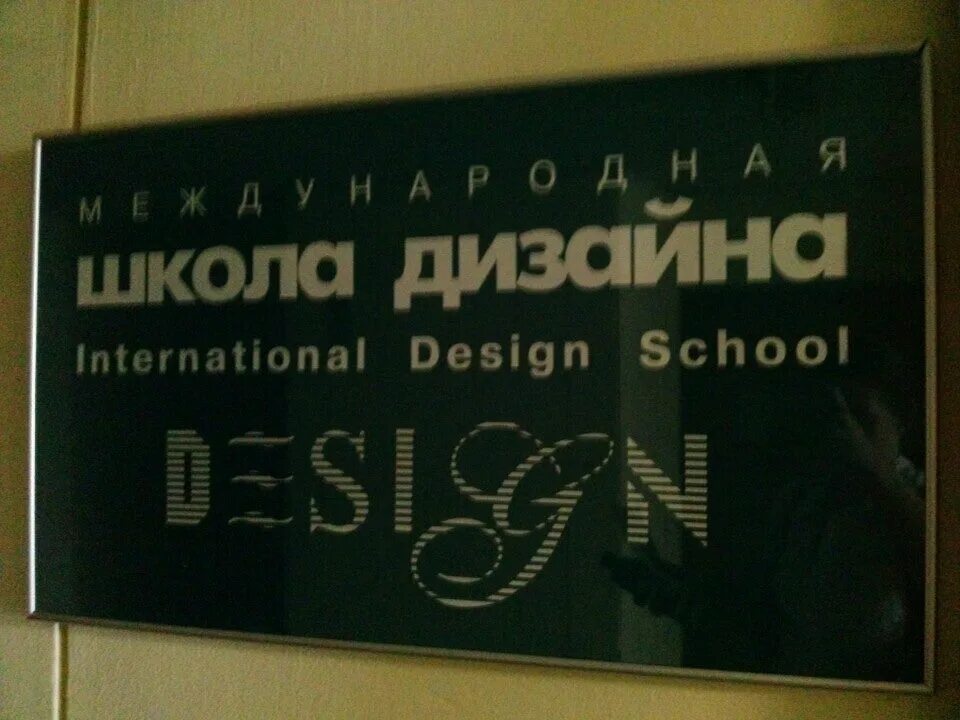 МЕЖДУНАРОДНАЯ
школа дизайна
International Design School
DESIGN